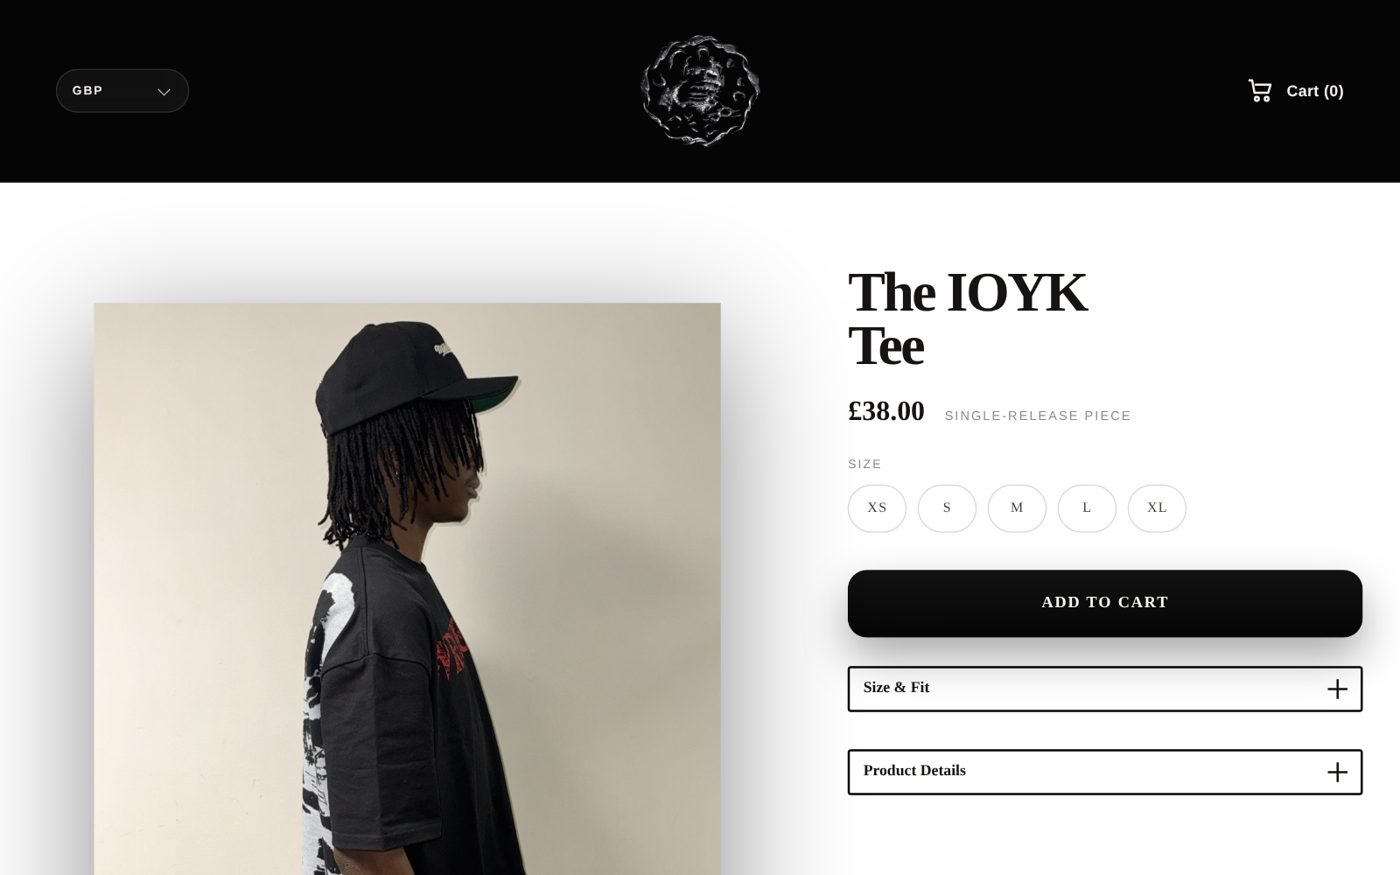 GBP
Cart (0)
The IOYK
Tee
£38.00 SINGLE-RELEASE PIECE
SIZE
XS S M L XL
ADD TO CART
Size & Fit
Product Details